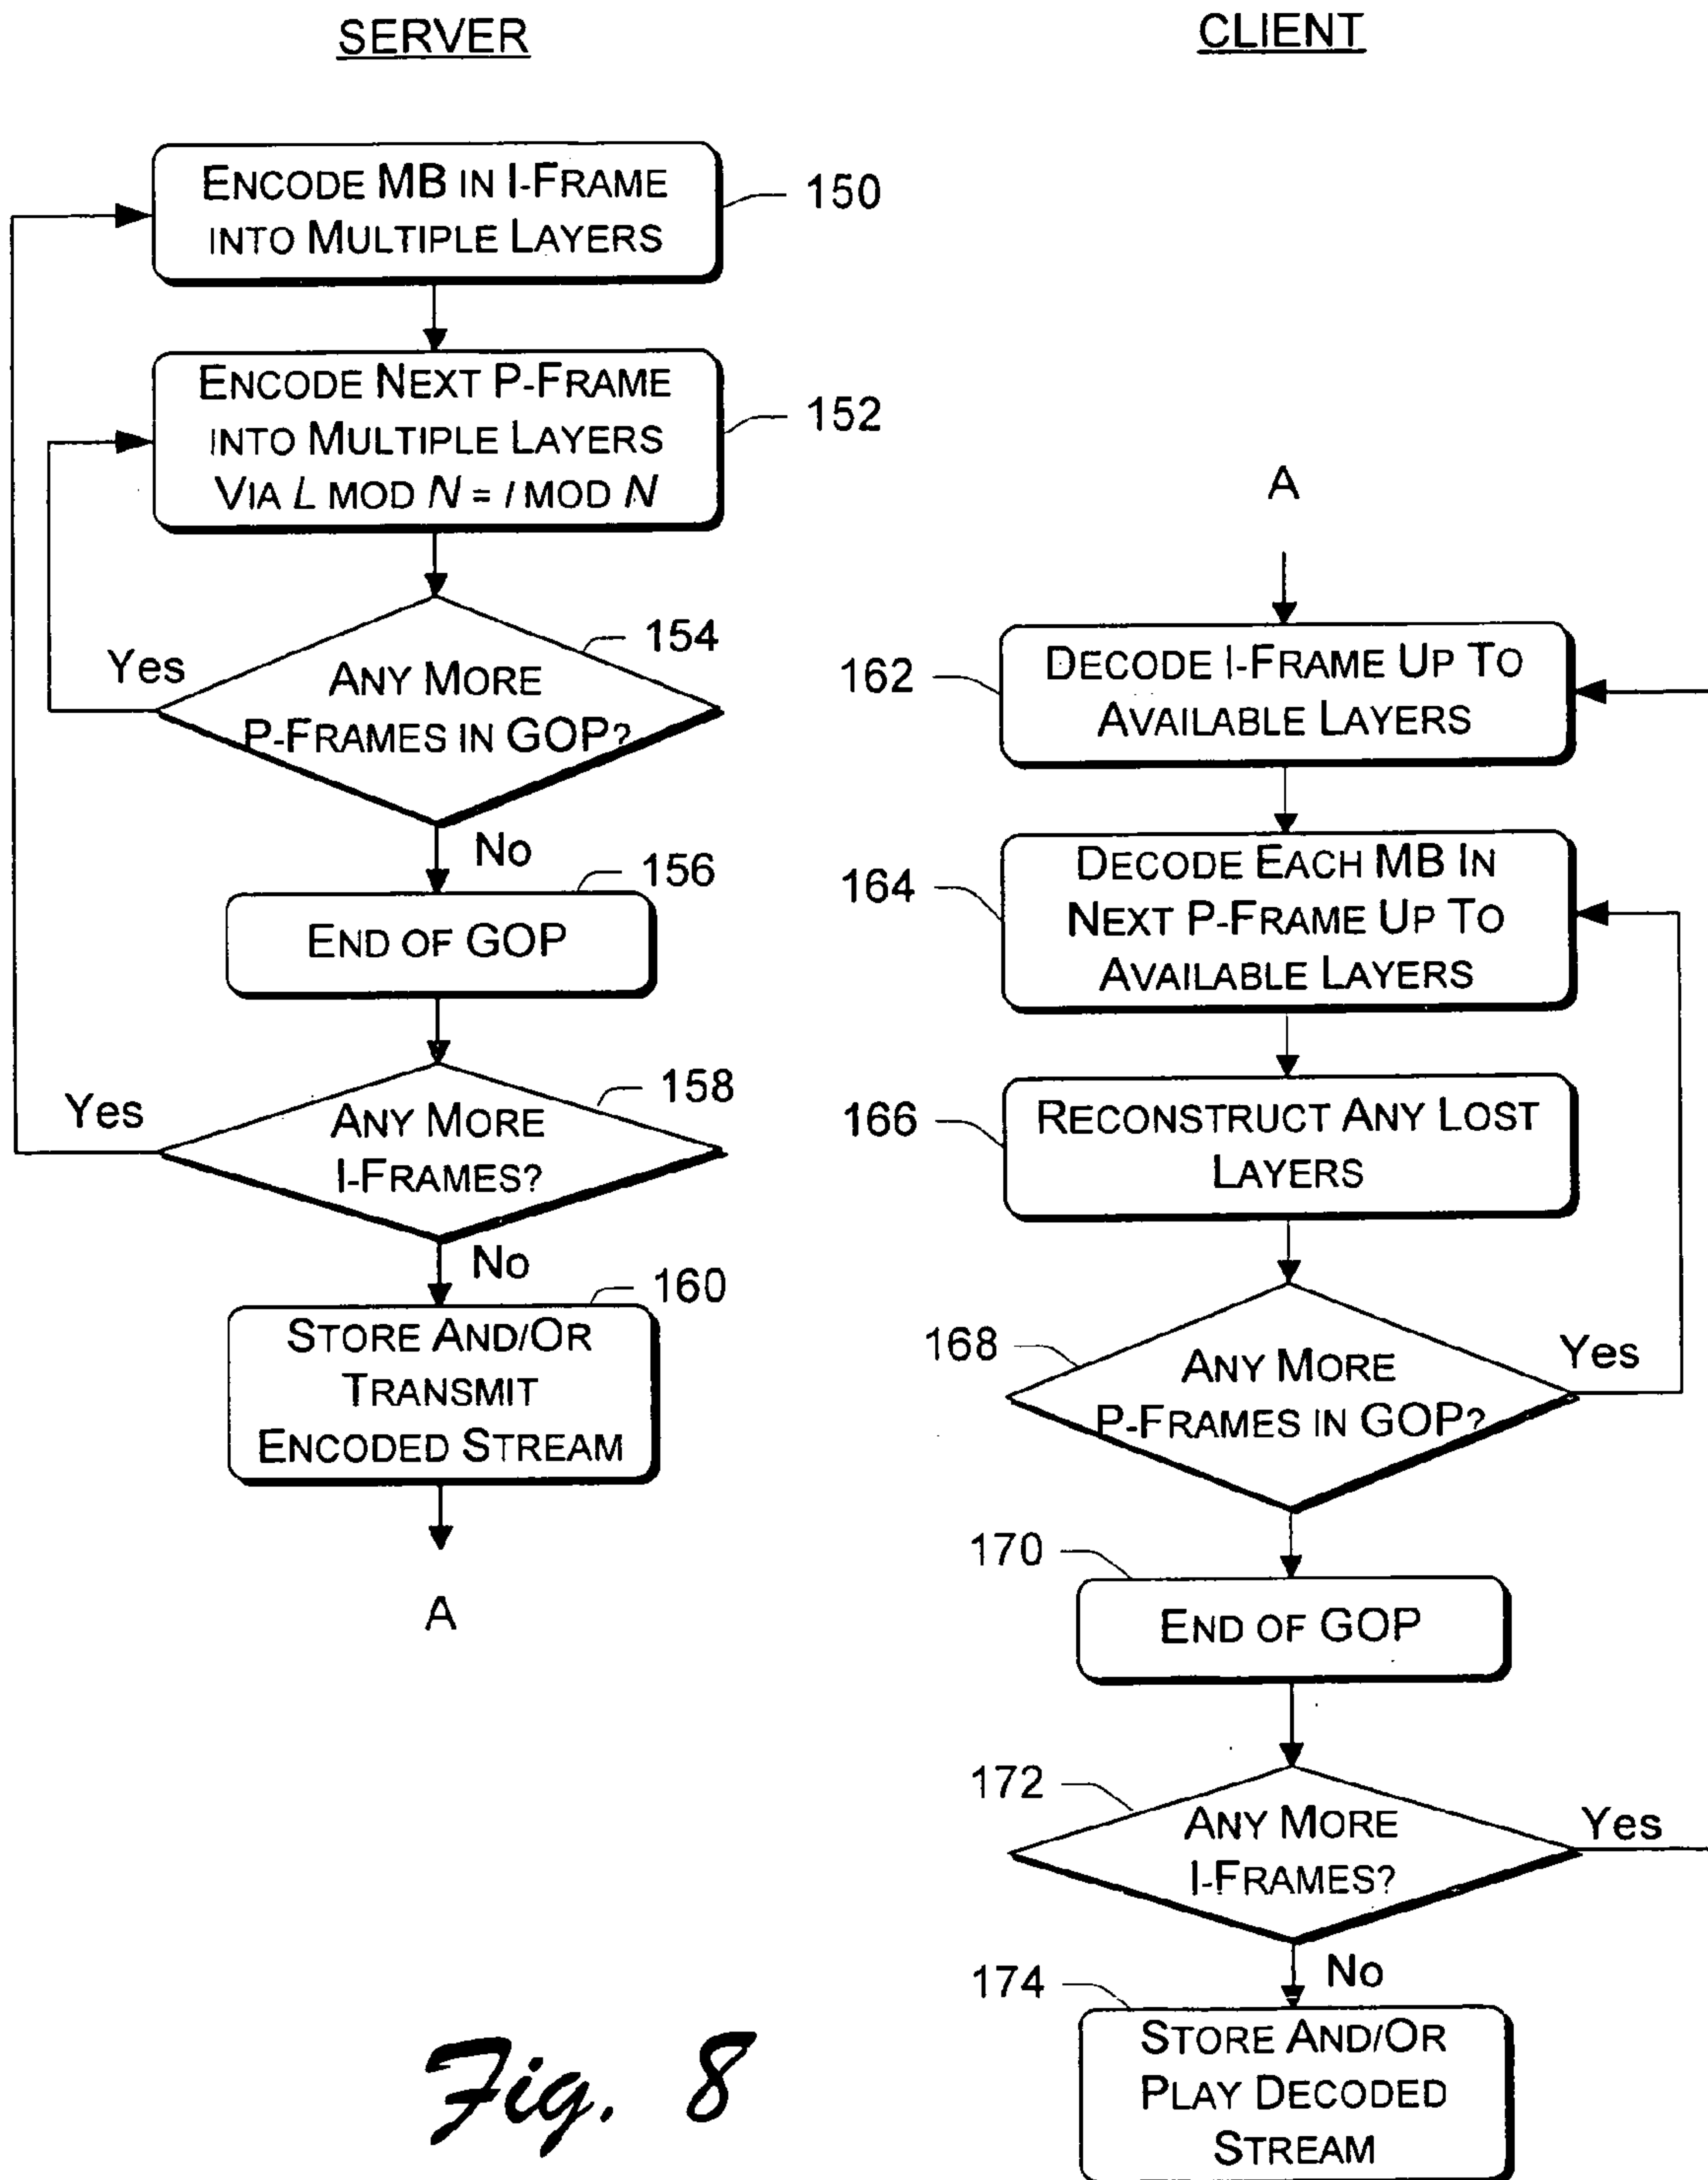 SERVER
ENCODE MB IN I-FRAME
INTO MULTIPLE LAYERS
150
ENCODE NEXT P-FRAME
INTO MULTIPLE LAYERS
VIA L MOD N = I MOD N
152
154
Yes
ANY MORE
P-FRAMES IN GOP?
No
156
END OF GOP
158
Yes
ANY MORE
I-FRAMES?
No
160
STORE AND/OR
TRANSMIT
ENCODED STREAM
A
CLIENT
A
162
DECODE I-FRAME UP TO
AVAILABLE LAYERS
164
DECODE EACH MB IN
NEXT P-FRAME UP TO
AVAILABLE LAYERS
166
RECONSTRUCT ANY LOST
LAYERS
168
Yes
ANY MORE
P-FRAMES IN GOP?
170
END OF GOP
172
Yes
ANY MORE
I-FRAMES?
No
174
STORE AND/OR
PLAY DECODED
STREAM
Fig. 8